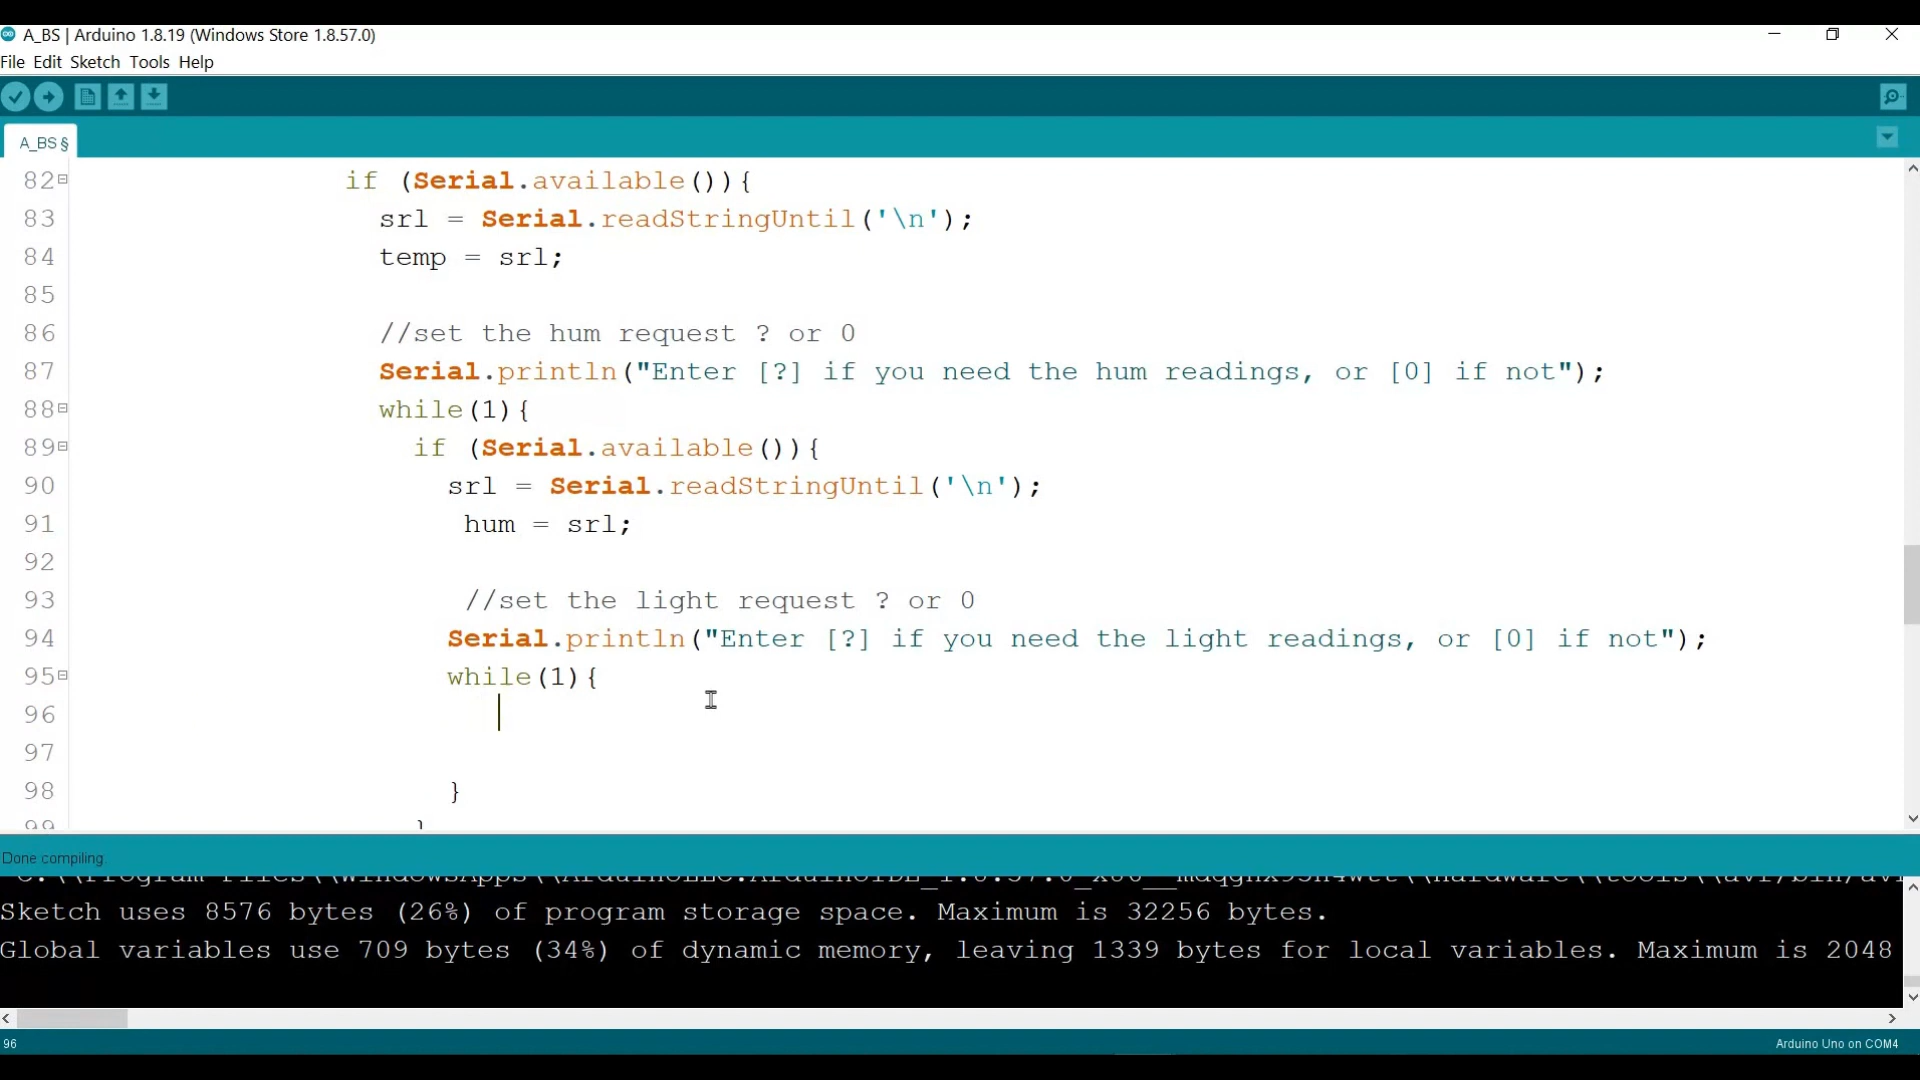 A_BS | Arduino 1.8.19 (Windows Store 1.8.57.0)
File Edit Sketch Tools Help
A_BS §
82 if (Serial.available()){
83 srl = Serial.readStringUntil('\n');
84 temp = srl;
85
86 //set the hum request ? or 0
87 Serial.println("Enter [?] if you need the hum readings, or [0] if not");
88 while(1){
89 if (Serial.available()){
90 srl = Serial.readStringUntil('\n');
91 hum = srl;
92
93 //set the light request ? or 0
94 Serial.println("Enter [?] if you need the light readings, or [0] if not");
95 while(1){
96
97
98 }
99 }
Done compiling.
Sketch uses 8576 bytes (26%) of program storage space. Maximum is 32256 bytes.
Global variables use 709 bytes (34%) of dynamic memory, leaving 1339 bytes for local variables. Maximum is 2048
96
Arduino Uno on COM4